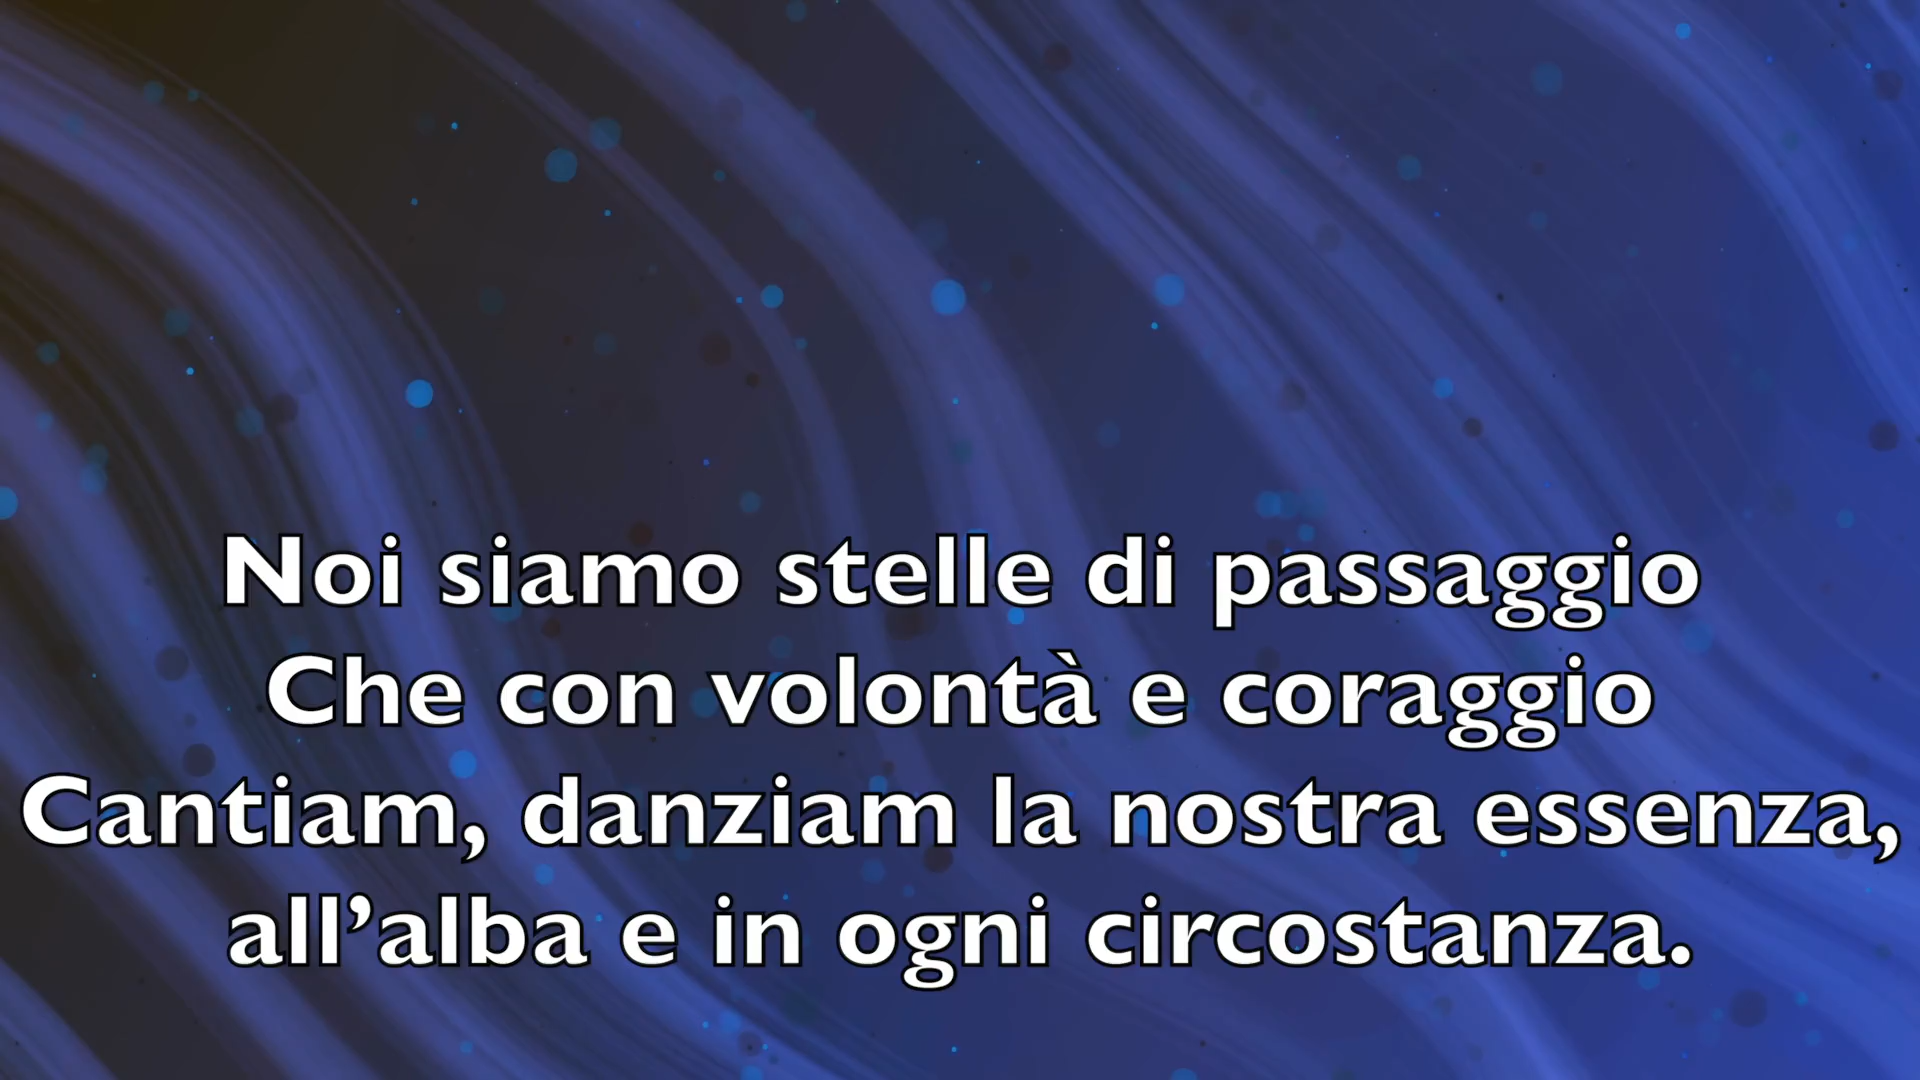 Noi siamo stelle di passaggio
Che con volontà e coraggio
Cantiam, danziam la nostra essenza,
all’alba e in ogni circostanza.